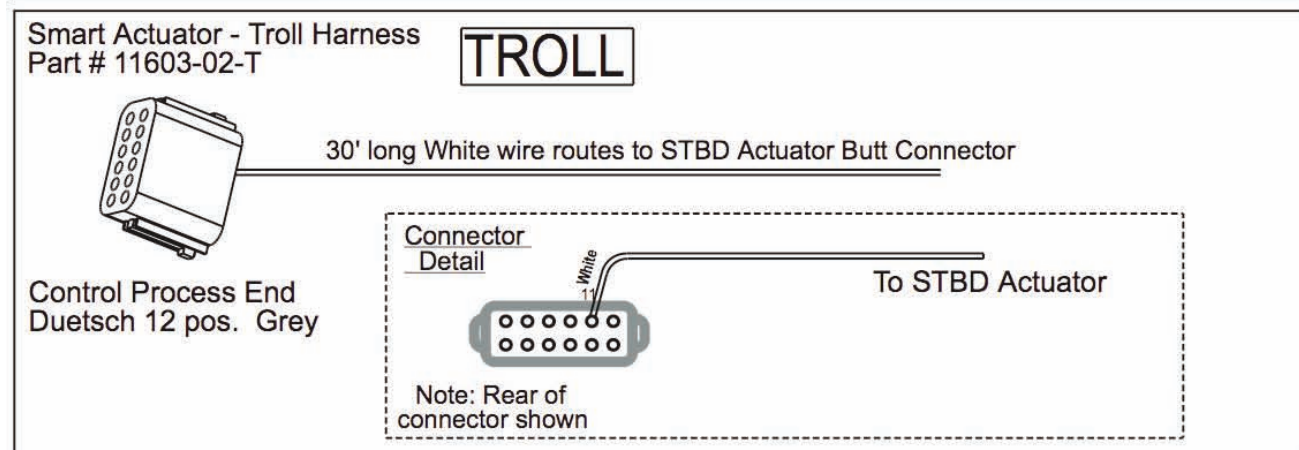 Smart Actuator - Troll Harness
Part # 11603-02-T
TROLL
30' long White wire routes to STBD Actuator Butt Connector
Control Process End
Duetsch 12 pos. Grey
Connector
Detail
White
11
To STBD Actuator
Note: Rear of
connector shown